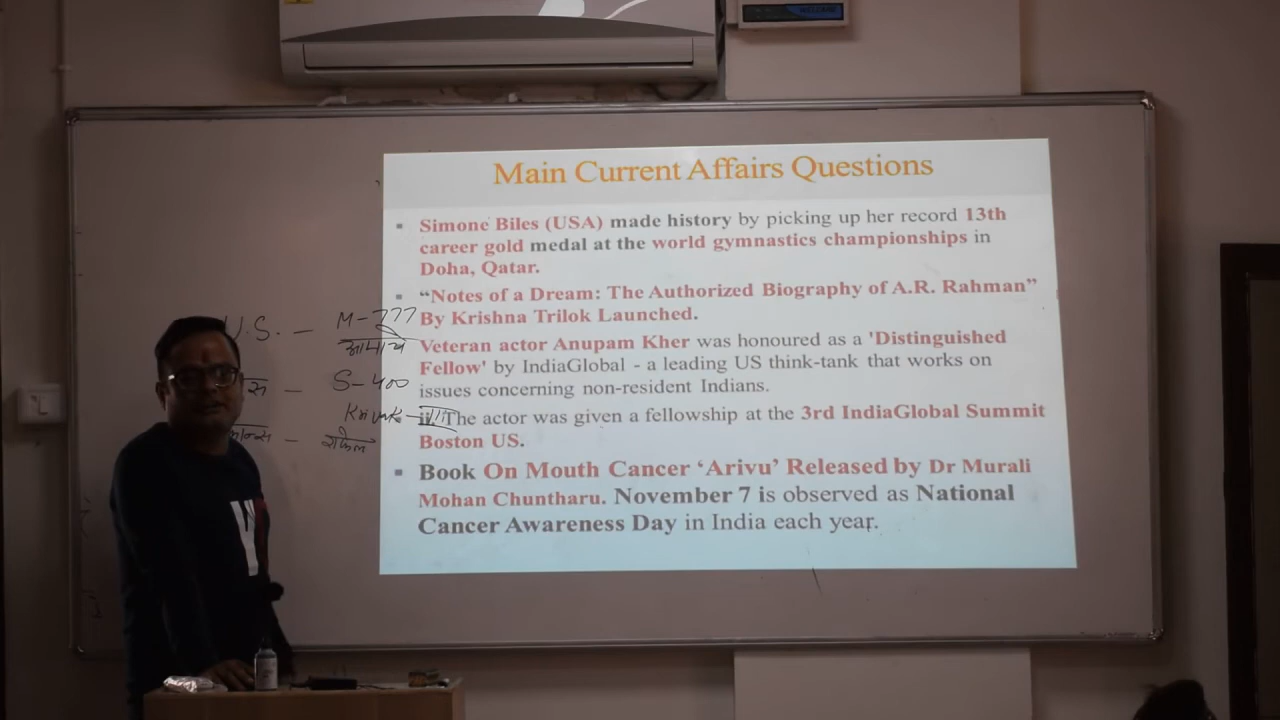 Main Current Affairs Questions
▪ Simone Biles (USA) made history by picking up her record 13th
career gold medal at the world gymnastics championships in
Doha, Qatar.
▪ “Notes of a Dream: The Authorized Biography of A.R. Rahman”
By Krishna Trilok Launched.
Veteran actor Anupam Kher was honoured as a 'Distinguished
Fellow' by IndiaGlobal - a leading US think-tank that works on
issues concerning non-resident Indians.
The actor was given a fellowship at the 3rd IndiaGlobal Summit
Boston US.
▪ Book On Mouth Cancer ‘Arivu’ Released by Dr Murali
Mohan Chuntharu. November 7 is observed as National
Cancer Awareness Day in India each year.
U.S. – M-777
– S-400
Krivak
– राफेल